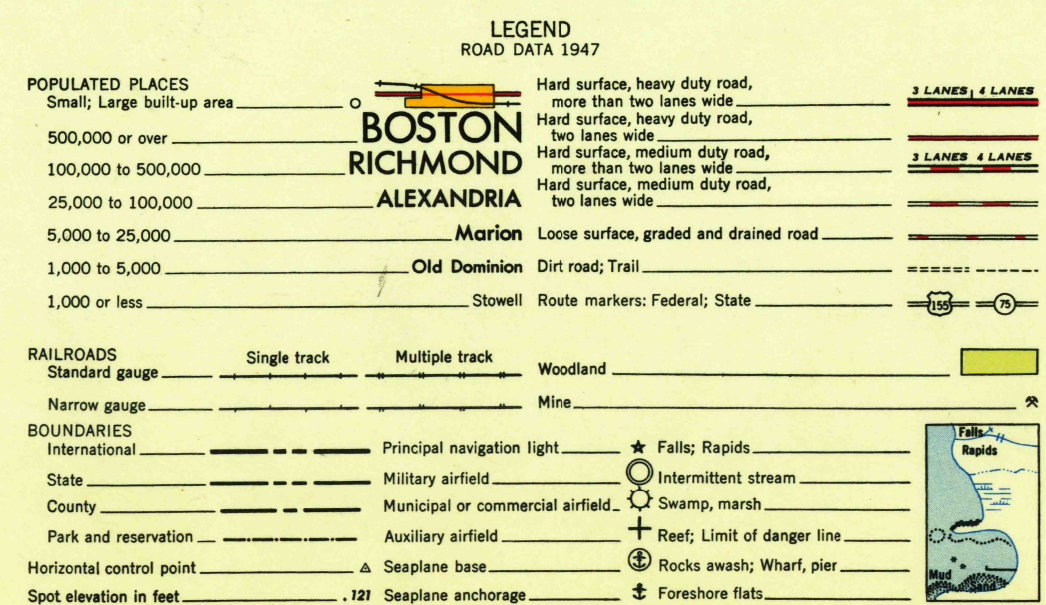 LEGEND
ROAD DATA 1947
POPULATED PLACES
Small; Large built-up area
500,000 or over BOSTON
100,000 to 500,000 RICHMOND
25,000 to 100,000 ALEXANDRIA
5,000 to 25,000 Marion
1,000 to 5,000 Old Dominion
1,000 or less Stowell
Hard surface, heavy duty road,
more than two lanes wide 3 LANES 4 LANES
Hard surface, heavy duty road,
two lanes wide
Hard surface, medium duty road,
more than two lanes wide 3 LANES 4 LANES
Hard surface, medium duty road,
two lanes wide
Loose surface, graded and drained road
Dirt road; Trail
Route markers: Federal; State 155 75
RAILROADS Single track Multiple track
Standard gauge
Narrow gauge
Woodland
Mine
BOUNDARIES
International
State
County
Park and reservation
Horizontal control point
Spot elevation in feet .121
Principal navigation light
Military airfield
Municipal or commercial airfield
Auxiliary airfield
Seaplane base
Seaplane anchorage
Falls; Rapids
Intermittent stream
Swamp, marsh
Reef; Limit of danger line
Rocks awash; Wharf, pier
Foreshore flats
Falls
Rapids
Mud
Sand